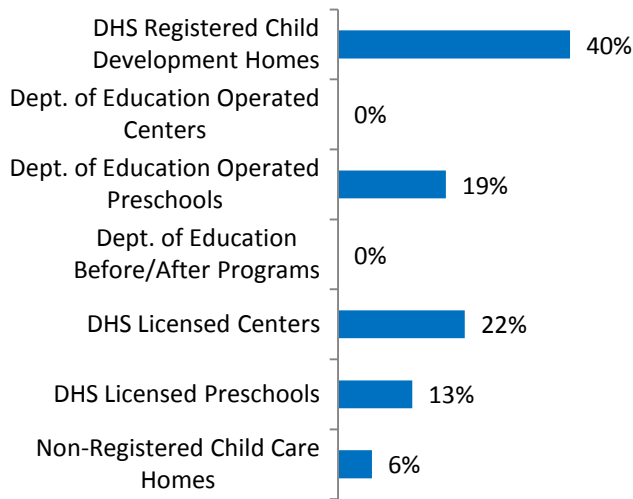 DHS Registered Child
Development Homes
40%
Dept. of Education Operated
Centers
0%
Dept. of Education Operated
Preschools
19%
Dept. of Education
Before/After Programs
0%
DHS Licensed Centers
22%
DHS Licensed Preschools
13%
Non-Registered Child Care
Homes
6%